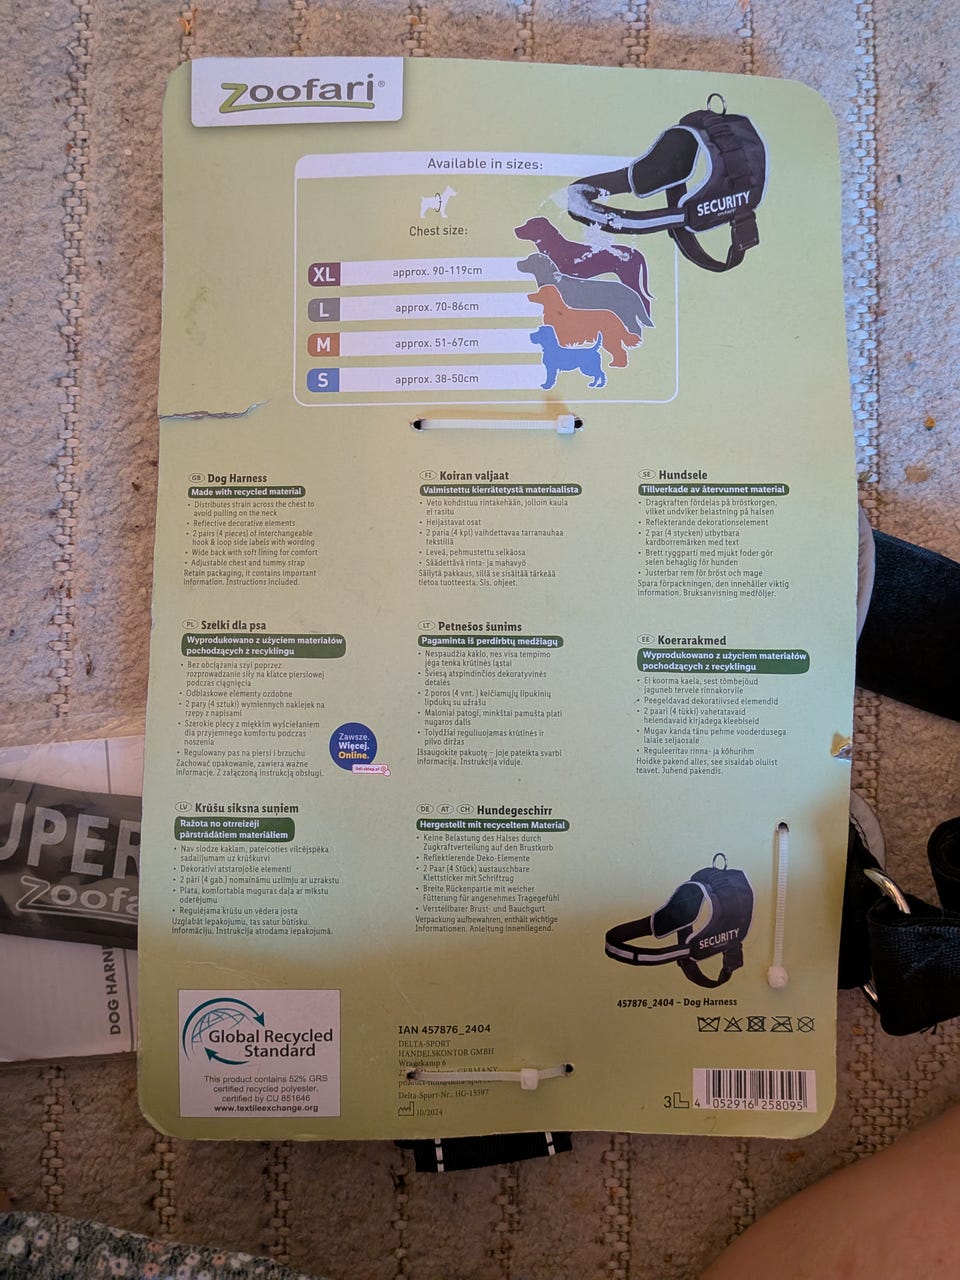 zoofari®
Available in sizes:
SECURITY
Chest size:
XL approx. 90-119cm
L approx. 70-86cm
M approx. 51-67cm
S approx. 38-50cm
GB Dog Harness
Made with recycled material
• Distributes strain across the chest to
avoid pulling on the neck
• Reflective decorative elements
• 2 pairs (4 pieces) of interchangeable
hook & loop side labels with wording
• Wide back with soft lining for comfort
• Adjustable chest and tummy strap
Retain packaging, it contains important
information. Instructions included.
FI Koiran valjaat
Valmistettu kierrätetystä materiaalista
• Veto kohdistuu rintakehään, jolloin kaula
ei rasitu
• Heijastavat osat
• 2 paria (4 kpl) vaihdettavaa tarranauhaa
tekstillä
• Leveä, pehmustettu selkäosa
• Säädettävä rinta- ja mahavyö
Säilytä pakkaus, sillä se sisältää tärkeää
tietoa tuotteesta. Sis. ohjeet.
SE Hundsele
Tillverkade av återvunnet material
• Dragkraften fördelas på bröstkorgen,
vilket undviker belastning på halsen
• Reflekterande dekorationselement
• 2 par (4 stycken) utbytbara
kardborremärken med text
• Brett ryggparti med mjukt foder gör
selen behaglig för hunden
• Justerbar rem för bröst och mage
Spara förpackningen, den innehåller viktig
information. Bruksanvisning medföljer.
PL Szelki dla psa
Wyprodukowano z użyciem materiałów
pochodzących z recyklingu
• Bez obciążania szyi poprzez
rozprowadzanie siły na klatce piersiowej
podczas ciągnięcia
• Odblaskowe elementy ozdobne
• 2 pary (4 sztuki) wymiennych naklejek na
rzepy z napisami
• Szerokie plecy z miękkim wyściełaniem
dla przyjemnego komfortu podczas
noszenia
• Regulowany pas na piersi i brzuchu
Zachować opakowanie, zawiera ważne
informacje. Z załączoną instrukcją obsługi.
Zawsze.
Więcej.
Online.
LT Petnešos šunims
Pagaminta iš perdirbtų medžiagų
• Nespaudžia kaklo, nes visa tempimo
jėga tenka krūtinės ląstai
• Šviesą atspindinčios dekoratyvinės
detalės
• 2 poros (4 vnt.) keičiamųjų lipukinių
lipdukų su užrašu
• Maloniai patogi, minkštai pamušta plati
nugaros dalis
• Tolydžiai reguliuojamas krūtinės ir
pilvo diržas
Išsaugokite pakuotę – joje pateikta svarbi
informacija. Instrukcija viduje.
EE Koerarakmed
Wyprodukowano z użyciem materiałów
pochodzących z recyklingu
• Ei koorma kaela, sest tõmbejõud
jaguneb tervele rinnakorvile
• Peegeldavad dekoratiivsed elemendid
• 2 paari (4 tükki) vahetatavaid
helendavaid kirjadega kleebiseid
• Mugav kanda tänu pehme vooderdusega
laiale seljaosale
• Reguleeritav rinna- ja kõhurihm
Hoidke pakend alles, see sisaldab olulist
teavet. Juhend pakendis.
LV Krūšu siksna suņiem
Ražota no otrreizēji
pārstrādātiem materiāliem
• Nav slodze kaklam, pateicoties vilcējspēka
sadalījumam uz krūškurvi
• Dekoratīvi atstarojošie elementi
• 2 pāri (4 gab.) nomaināmu uzlīmju ar uzrakstu
• Plata, komfortabla muguras daļa ar mīkstu
oderējumu
• Regulējama krūšu un vēdera josta
Uzglabāt iepakojumu, tas satur būtisku
informāciju. Instrukcija atrodama iepakojumā.
DE AT CH Hundegeschirr
Hergestellt mit recyceltem Material
• Keine Belastung des Halses durch
Zugkraftverteilung auf den Brustkorb
• Reflektierende Deko-Elemente
• 2 Paar (4 Stück) austauschbare
Klettsticker mit Schriftzug
• Breite Rückenpartie mit weicher
Fütterung für angenehmes Tragegefühl
• Verstellbarer Brust- und Bauchgurt
Verpackung aufbewahren, enthält wichtige
Informationen. Anleitung innenliegend.
UPER
zoofa
DOG HARN
SECURITY
457876_2404 – Dog Harness
Global Recycled
Standard
This product contains 52% GRS
certified recycled polyester,
certified by CU 851646
www.textileexchange.org
IAN 457876_2404
DELTA-SPORT
HANDELSKONTOR GMBH
Wragekamp 6
GERMANY
Delta-Sport-Nr.: HG-15597
10/2024
3
4 052916 258095